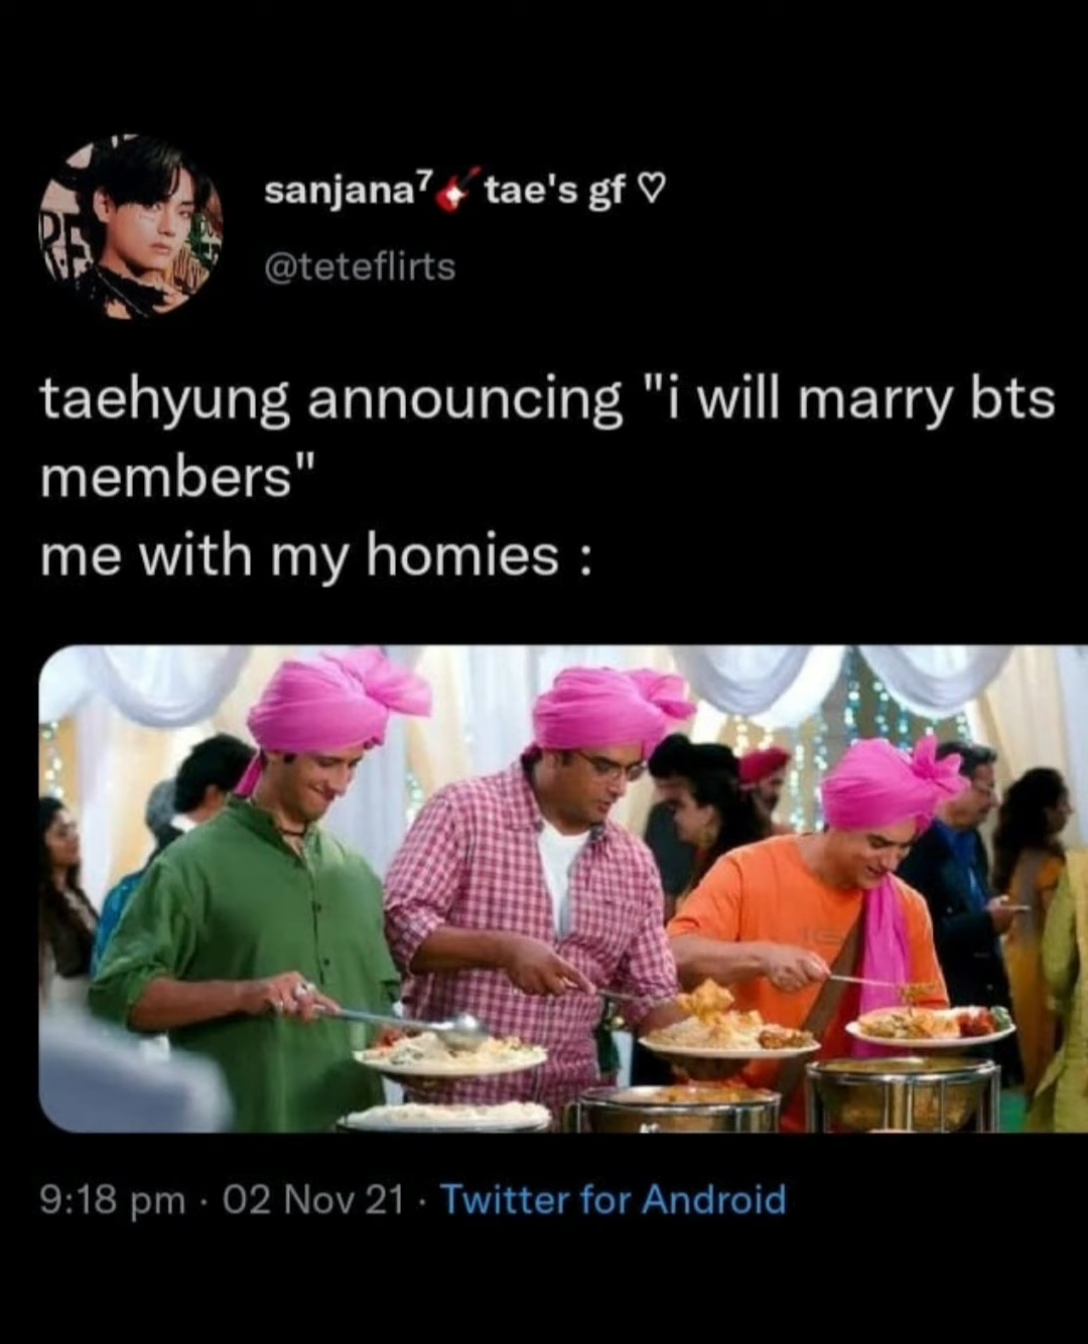 sanjana⁷ tae's gf ♡
@teteflirts
taehyung announcing "i will marry bts
members"
me with my homies :
9:18 pm · 02 Nov 21 · Twitter for Android